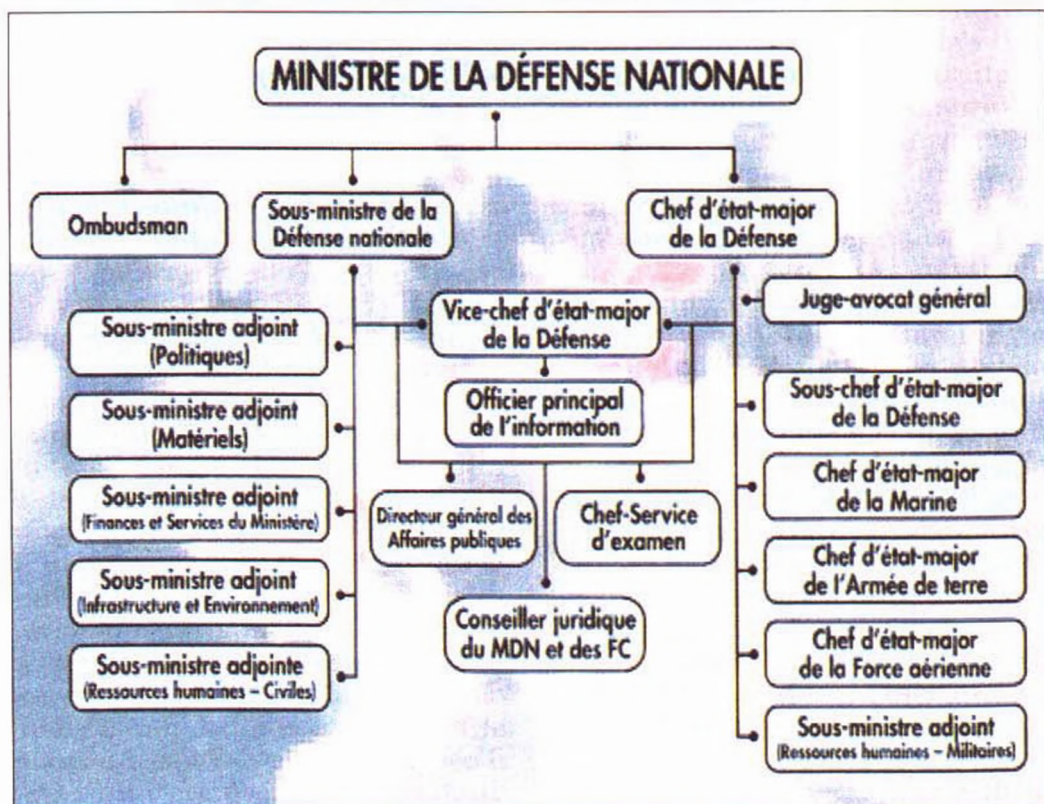 MINISTRE DE LA DÉFENSE NATIONALE
Ombudsman
Sous-ministre de la
Défense nationale
Chef d'état-major
de la Défense
Juge-avocat général
Vice-chef d'état-major
de la Défense
Sous-ministre adjoint
(Politiques)
Officier principal
de l'information
Sous-chef d'état-major
de la Défense
Sous-ministre adjoint
(Matériels)
Chef d'état-major
de la Marine
Sous-ministre adjoint
(Finances et Services du Ministère)
Directeur général des
Affaires publiques
Chef-Service
d'examen
Chef d'état-major
de l'Armée de terre
Sous-ministre adjoint
(Infrastructure et Environnement)
Conseiller juridique
du MDN et des FC
Chef d'état-major
de la Force aérienne
Sous-ministre adjointe
(Ressources humaines – Civiles)
Sous-ministre adjoint
(Ressources humaines – Militaires)